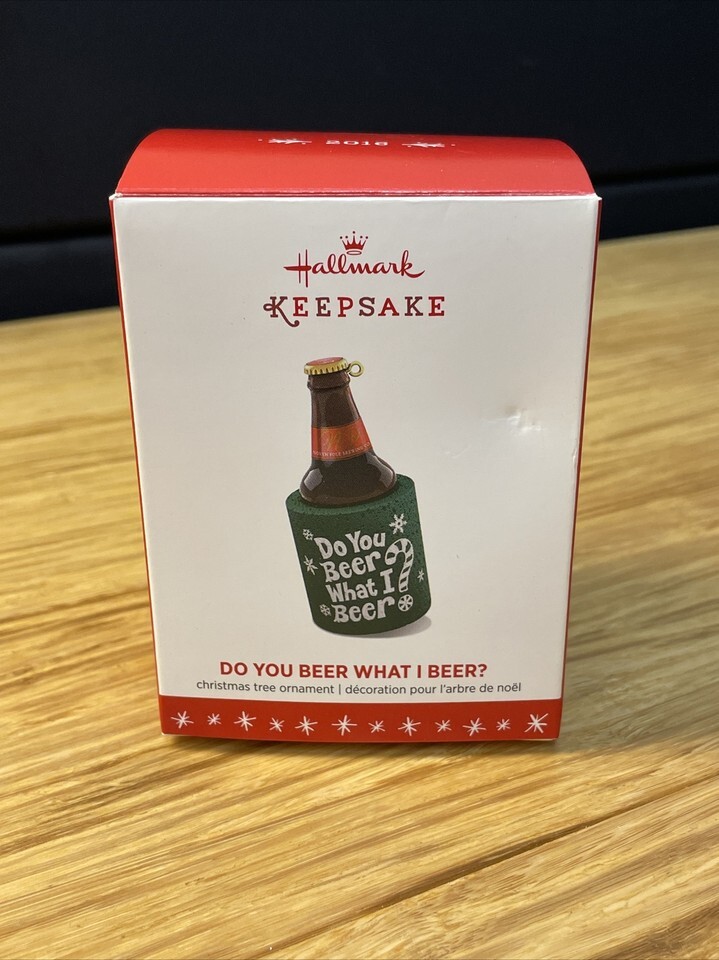 2016
Hallmark
KEEPSAKE
Do You
Beer
What I
Beer?
DO YOU BEER WHAT I BEER?
christmas tree ornament | décoration pour l'arbre de noël